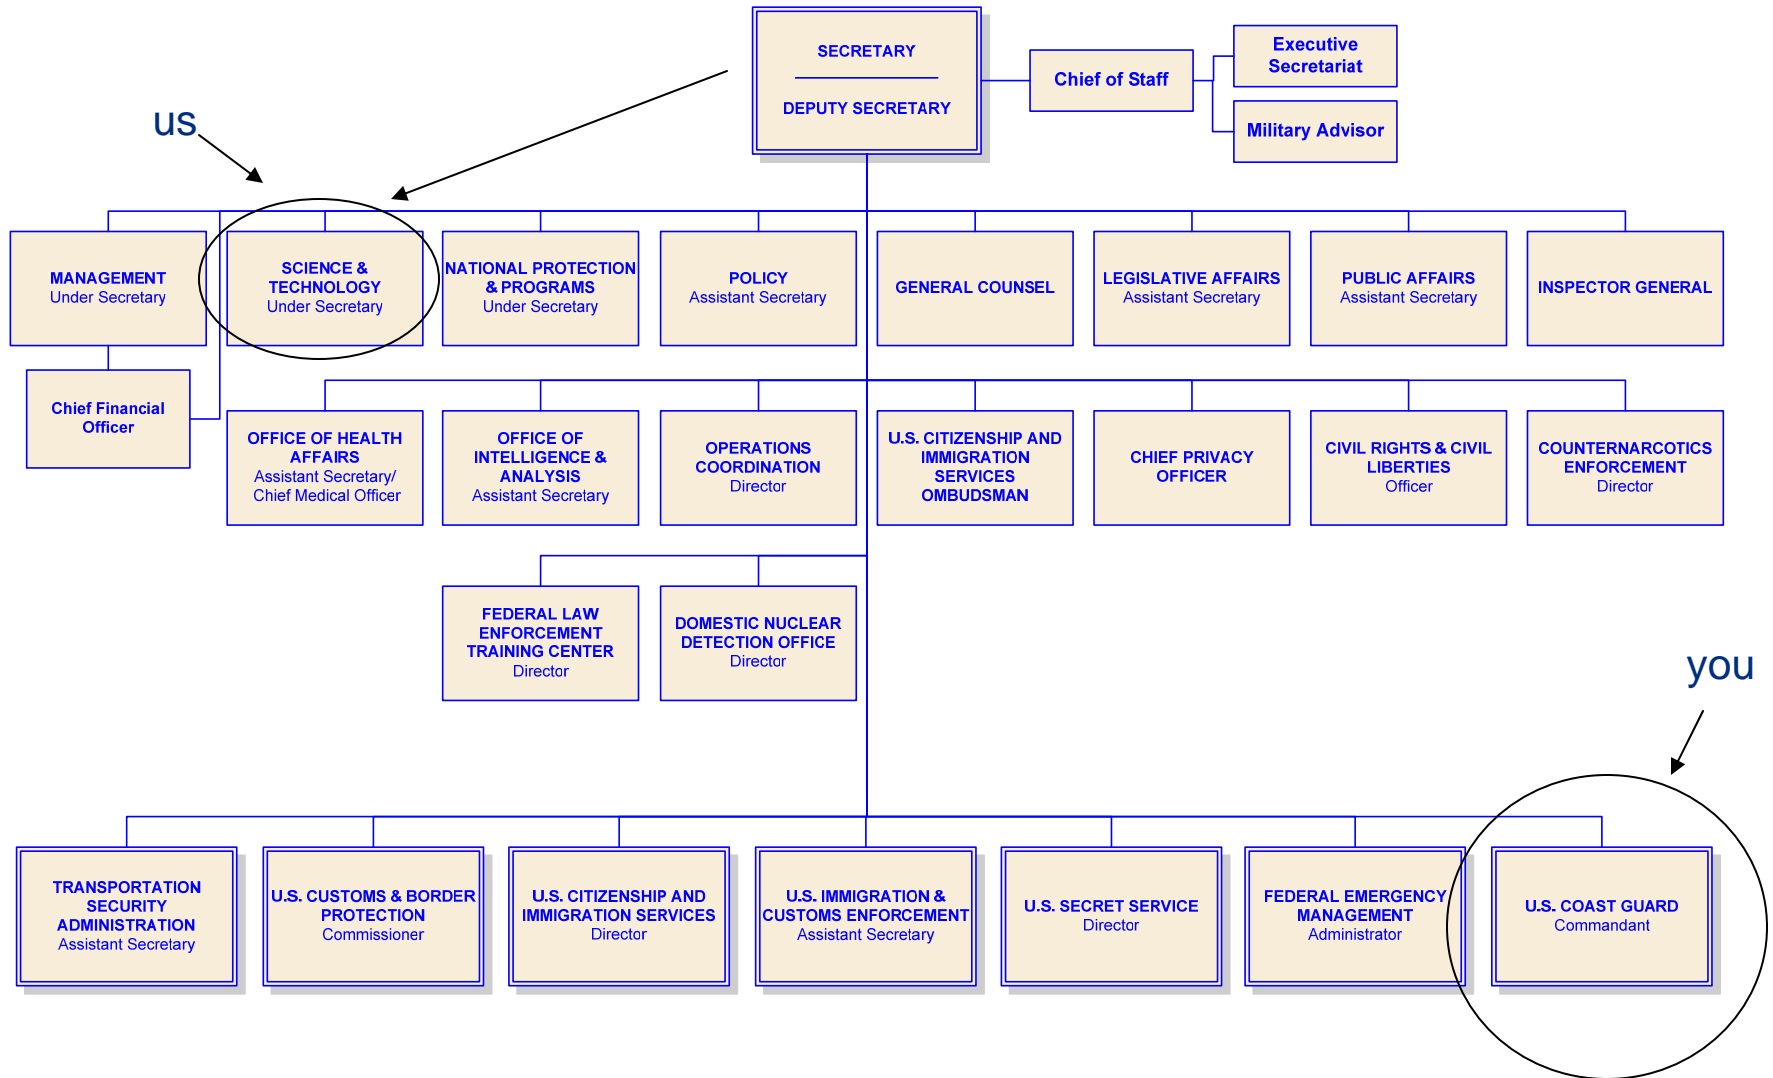 SECRETARY
DEPUTY SECRETARY
Chief of Staff
Executive
Secretariat
Military Advisor
us
MANAGEMENT
Under Secretary
SCIENCE &
TECHNOLOGY
Under Secretary
NATIONAL PROTECTION
& PROGRAMS
Under Secretary
POLICY
Assistant Secretary
GENERAL COUNSEL
LEGISLATIVE AFFAIRS
Assistant Secretary
PUBLIC AFFAIRS
Assistant Secretary
INSPECTOR GENERAL
Chief Financial
Officer
OFFICE OF HEALTH
AFFAIRS
Assistant Secretary/
Chief Medical Officer
OFFICE OF
INTELLIGENCE &
ANALYSIS
Assistant Secretary
OPERATIONS
COORDINATION
Director
U.S. CITIZENSHIP AND
IMMIGRATION
SERVICES
OMBUDSMAN
CHIEF PRIVACY
OFFICER
CIVIL RIGHTS & CIVIL
LIBERTIES
Officer
COUNTERNARCOTICS
ENFORCEMENT
Director
FEDERAL LAW
ENFORCEMENT
TRAINING CENTER
Director
DOMESTIC NUCLEAR
DETECTION OFFICE
Director
you
TRANSPORTATION
SECURITY
ADMINISTRATION
Assistant Secretary
U.S. CUSTOMS & BORDER
PROTECTION
Commissioner
U.S. CITIZENSHIP AND
IMMIGRATION SERVICES
Director
U.S. IMMIGRATION &
CUSTOMS ENFORCEMENT
Assistant Secretary
U.S. SECRET SERVICE
Director
FEDERAL EMERGENCY
MANAGEMENT
Administrator
U.S. COAST GUARD
Commandant